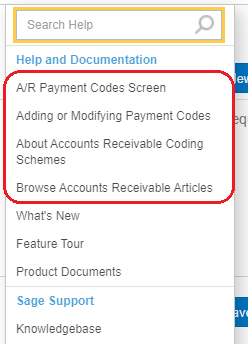 Search Help
Help and Documentation
A/R Payment Codes Screen
Adding or Modifying Payment Codes
About Accounts Receivable Coding
Schemes
Browse Accounts Receivable Articles
What's New
Feature Tour
Product Documents
Sage Support
Knowledgebase